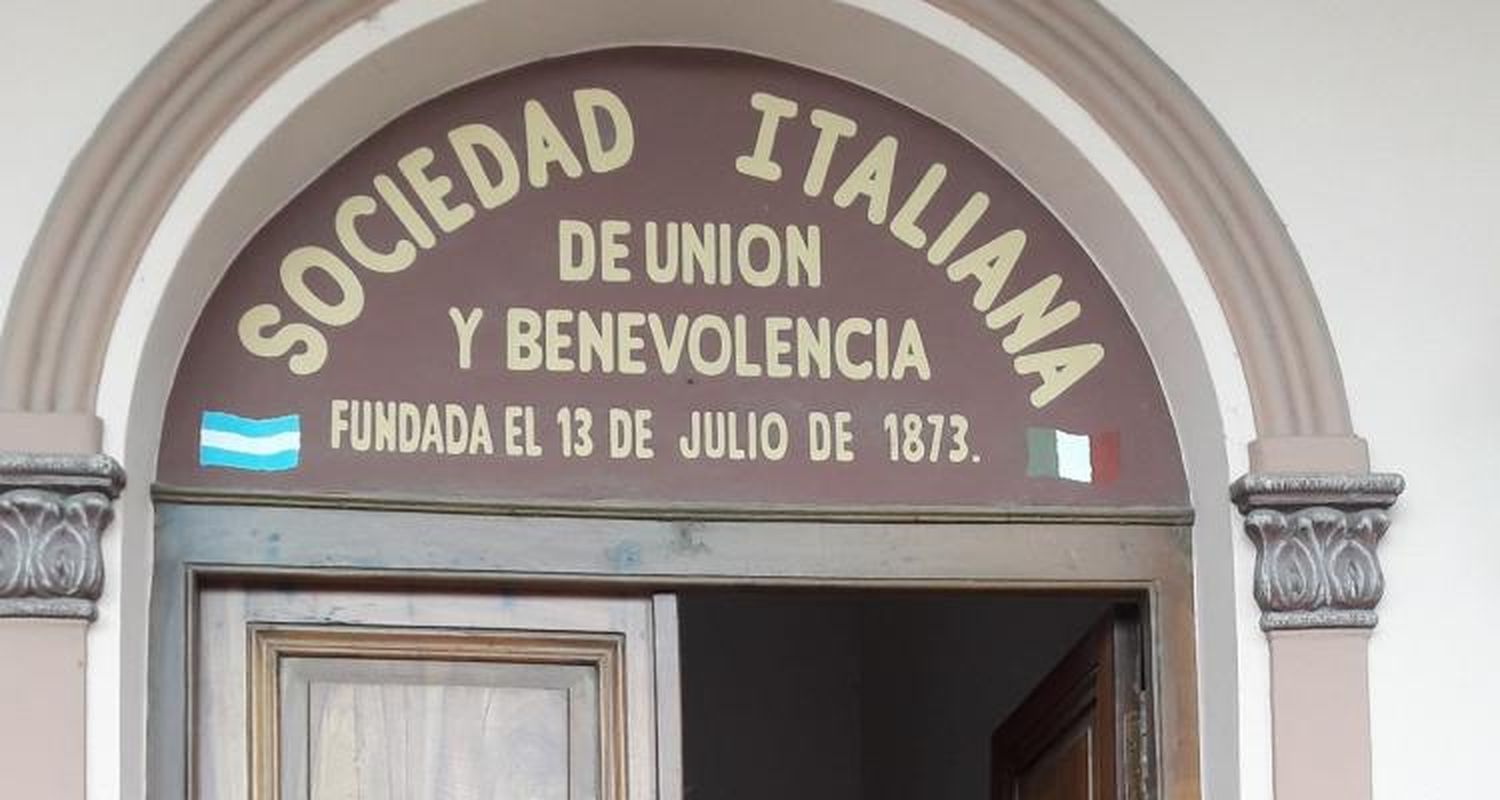 SOCIEDAD ITALIANA
DE UNION
Y BENEVOLENCIA
FUNDADA EL 13 DE JULIO DE 1873.